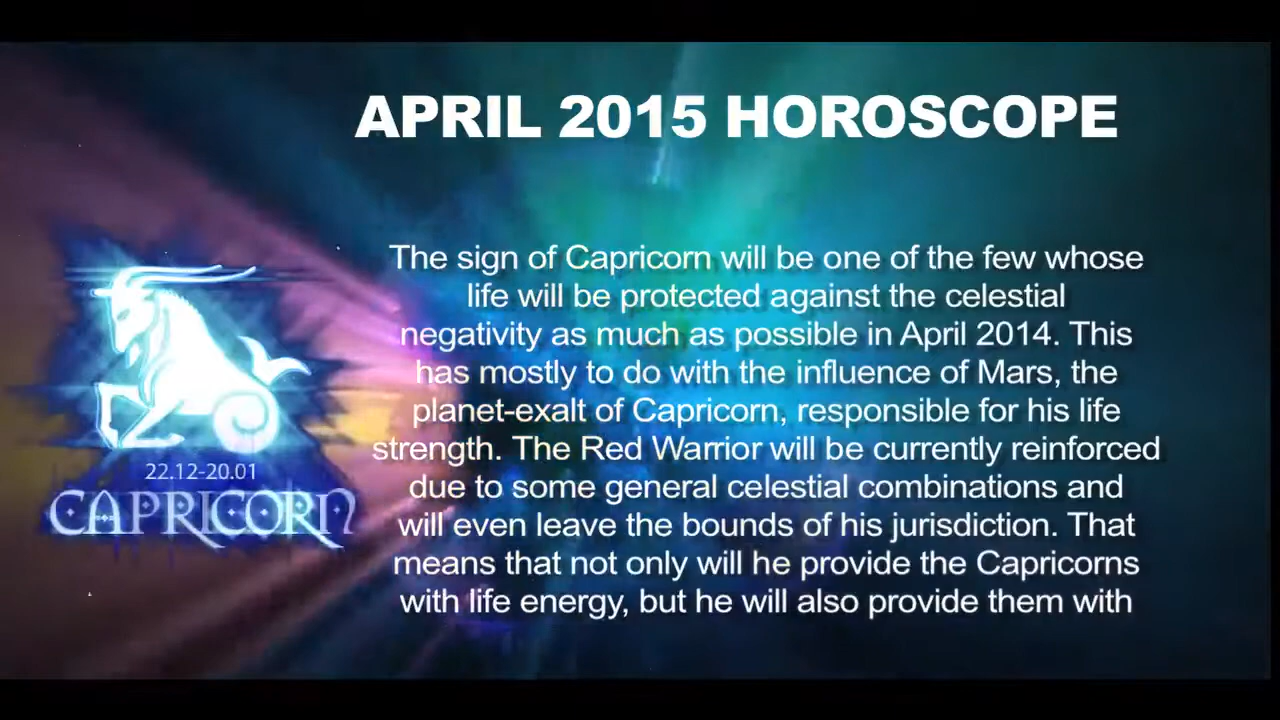 APRIL 2015 HOROSCOPE
The sign of Capricorn will be one of the few whose
life will be protected against the celestial
negativity as much as possible in April 2014. This
has mostly to do with the influence of Mars, the
planet-exalt of Capricorn, responsible for his life
strength. The Red Warrior will be currently reinforced
due to some general celestial combinations and
will even leave the bounds of his jurisdiction. That
means that not only will he provide the Capricorns
with life energy, but he will also provide them with
22.12-20.01
CAPRICORN